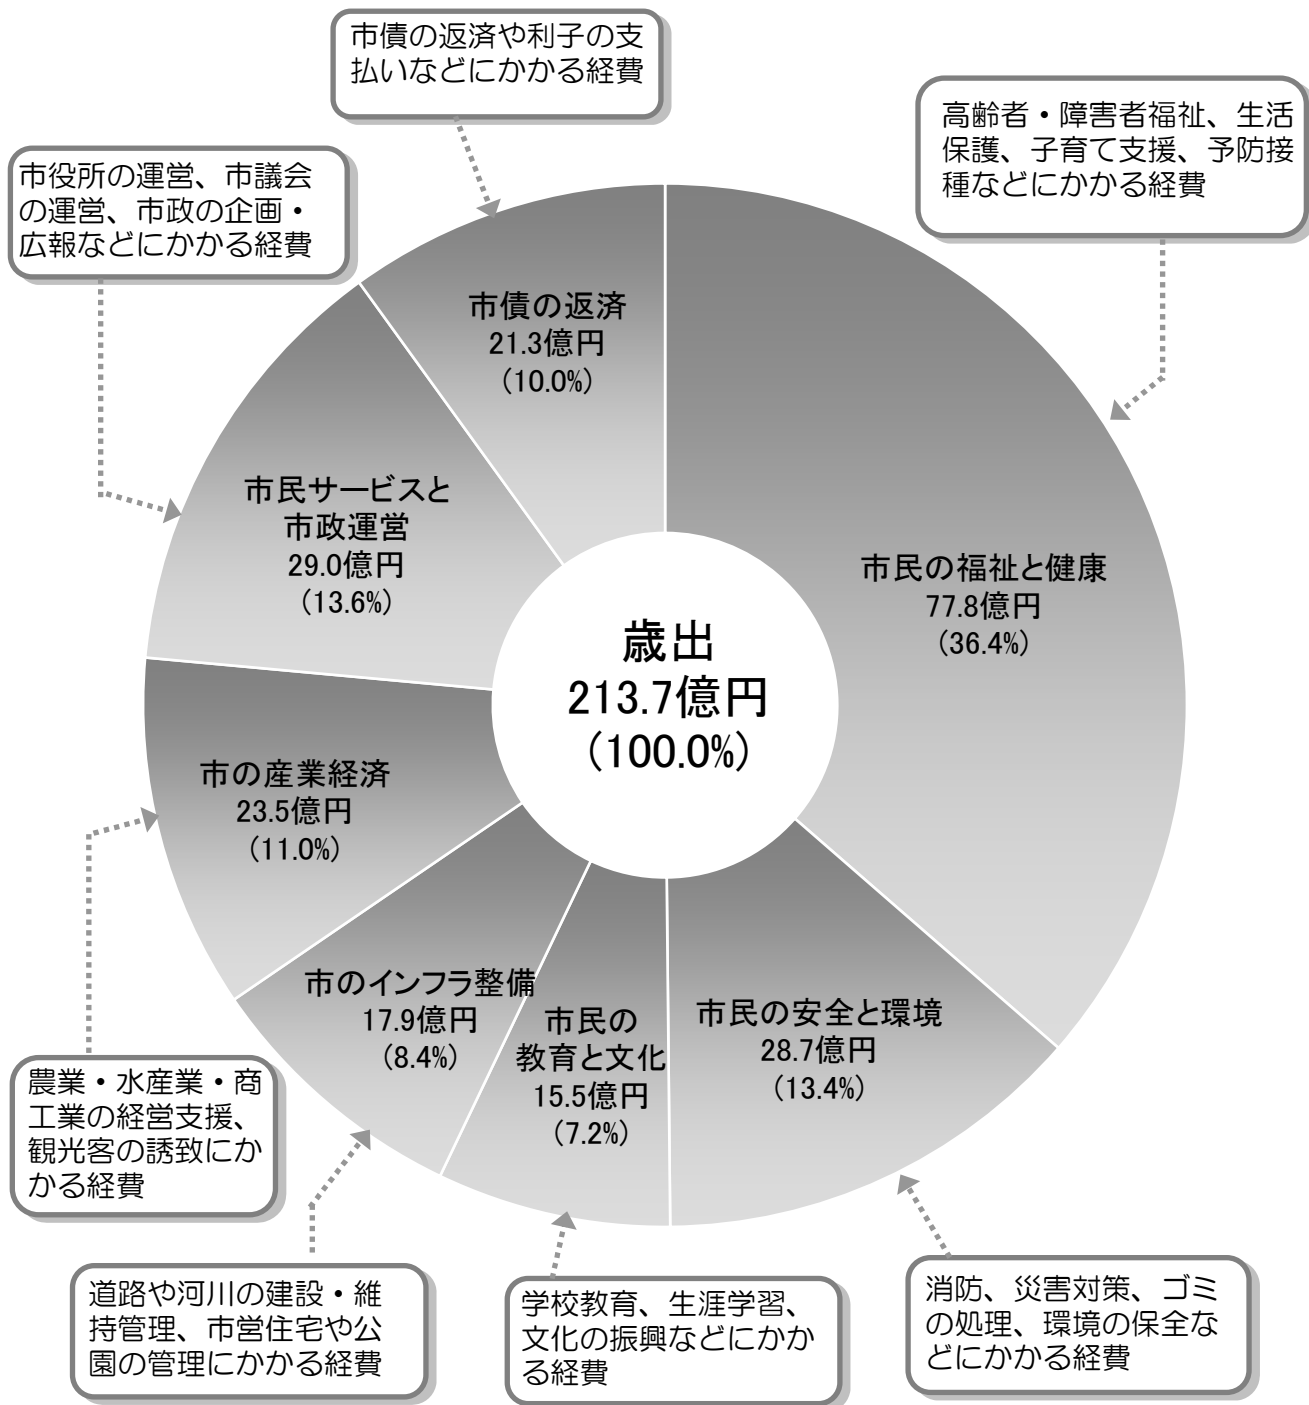 市債の返済や利子の支
払いなどにかかる経費
高齢者・障害者福祉、生活
保護、子育て支援、予防接
種などにかかる経費
市役所の運営、市議会
の運営、市政の企画・
広報などにかかる経費
市債の返済
21.3億円
(10.0%)
市民サービスと
市政運営
29.0億円
(13.6%)
市民の福祉と健康
77.8億円
(36.4%)
歳出
213.7億円
(100.0%)
市の産業経済
23.5億円
(11.0%)
市のインフラ整備
17.9億円
(8.4%)
市民の
教育と文化
15.5億円
(7.2%)
市民の安全と環境
28.7億円
(13.4%)
農業・水産業・商
工業の経営支援、
観光客の誘致にか
かる経費
道路や河川の建設・維
持管理、市営住宅や公
園の管理にかかる経費
学校教育、生涯学習、
文化の振興などにかか
る経費
消防、災害対策、ゴミ
の処理、環境の保全な
どにかかる経費